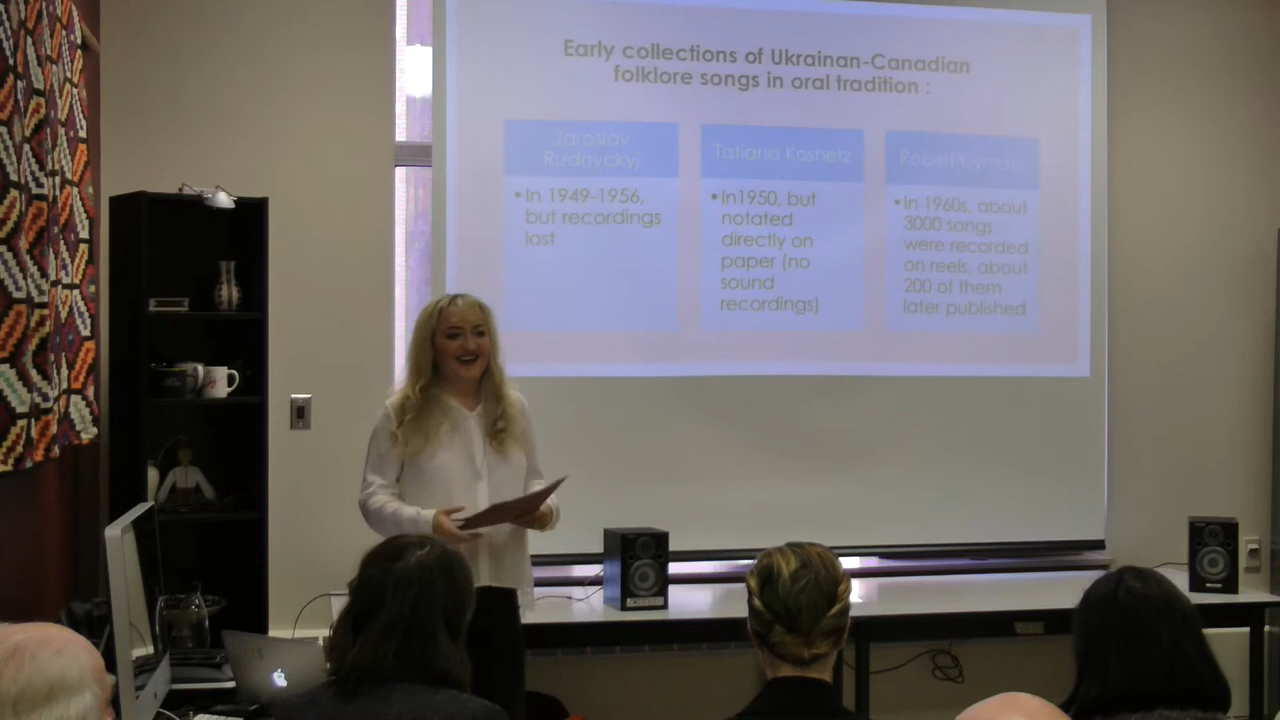 Early collections of Ukrainan-Canadian
folklore songs in oral tradition :
Jaroslav
Rudnyckyj
•In 1949-1956,
but recordings
lost
Tatiana Koshetz
•In1950, but
notated
directly on
paper (no
sound
recordings)
Robert
•In 1960s, about
3000 songs
were recorded
on reels, about
200 of them
later published